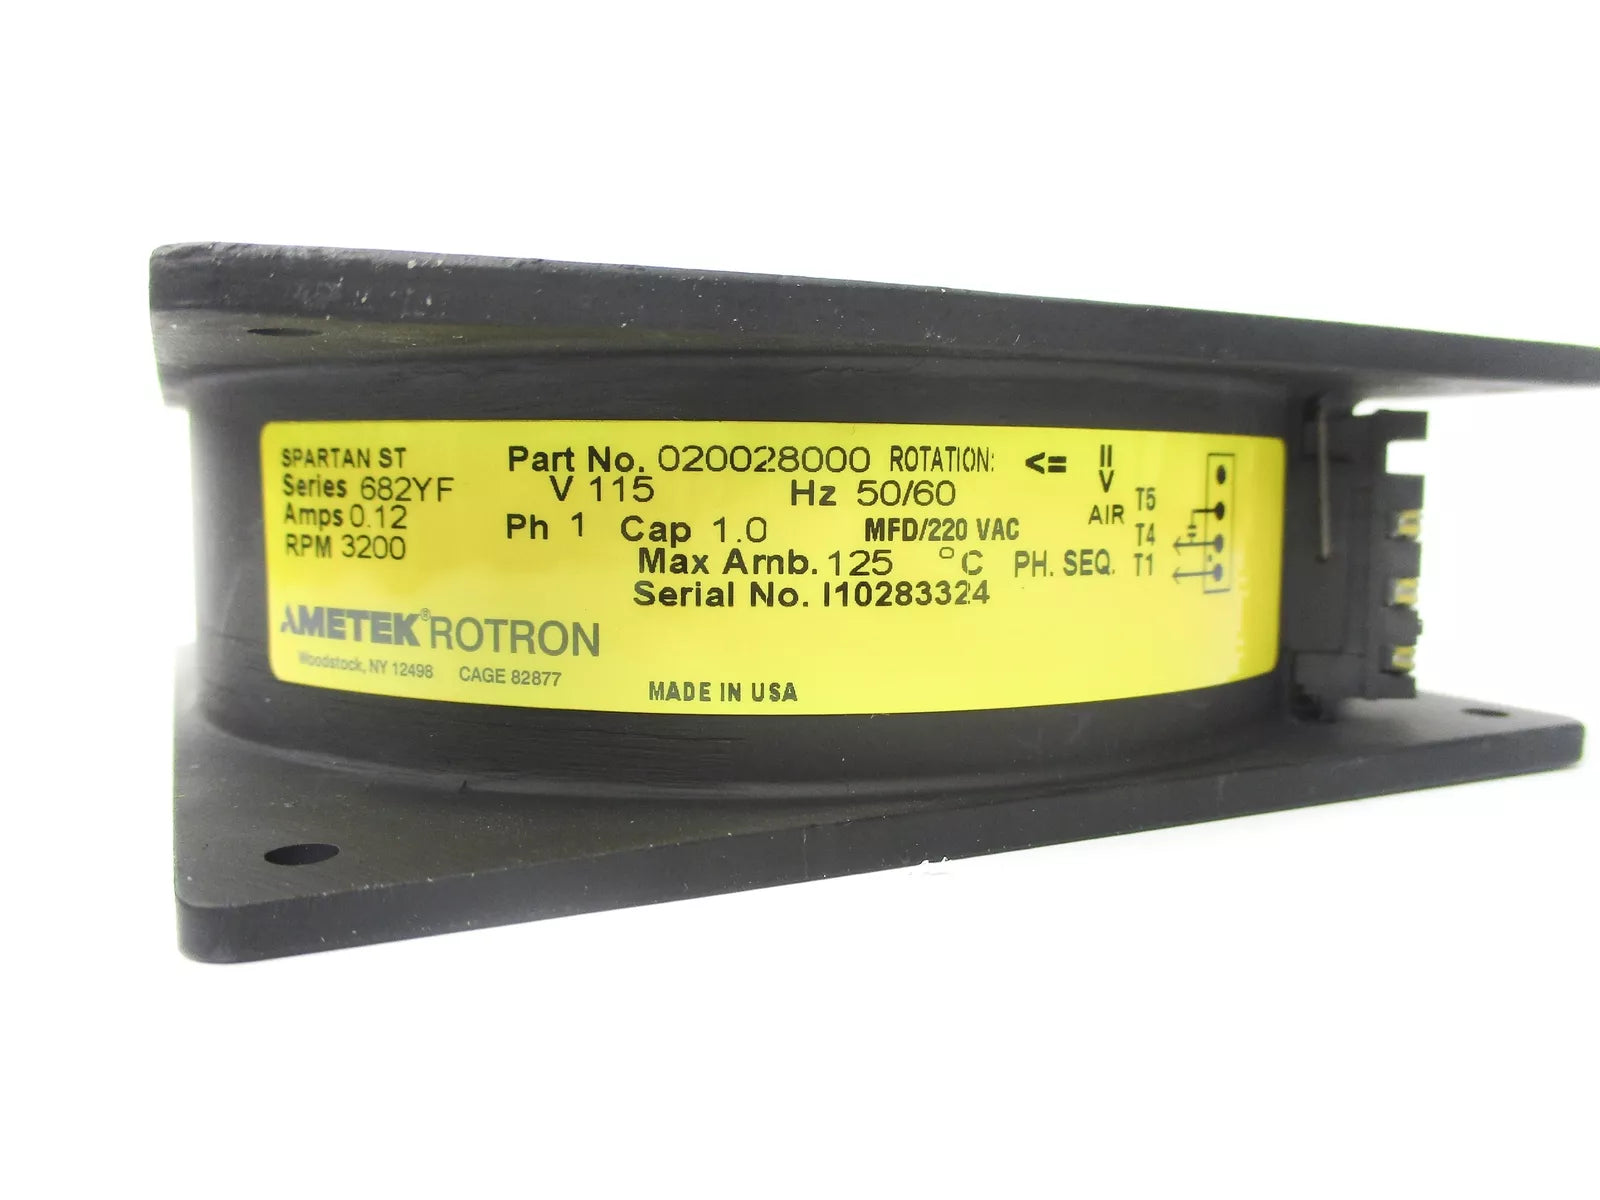 SPARTAN ST Part No. 020028000 ROTATION: <= || V
Series 682YF V 115 Hz 50/60 AIR T5
Amps 0.12 Ph 1 Cap 1.0 MFD/220 VAC T4
RPM 3200 Max Amb. 125 °C PH. SEQ. T1
Serial No. I10283324
AMETEK® ROTRON
Woodstock, NY 12498 CAGE 82877
MADE IN USA